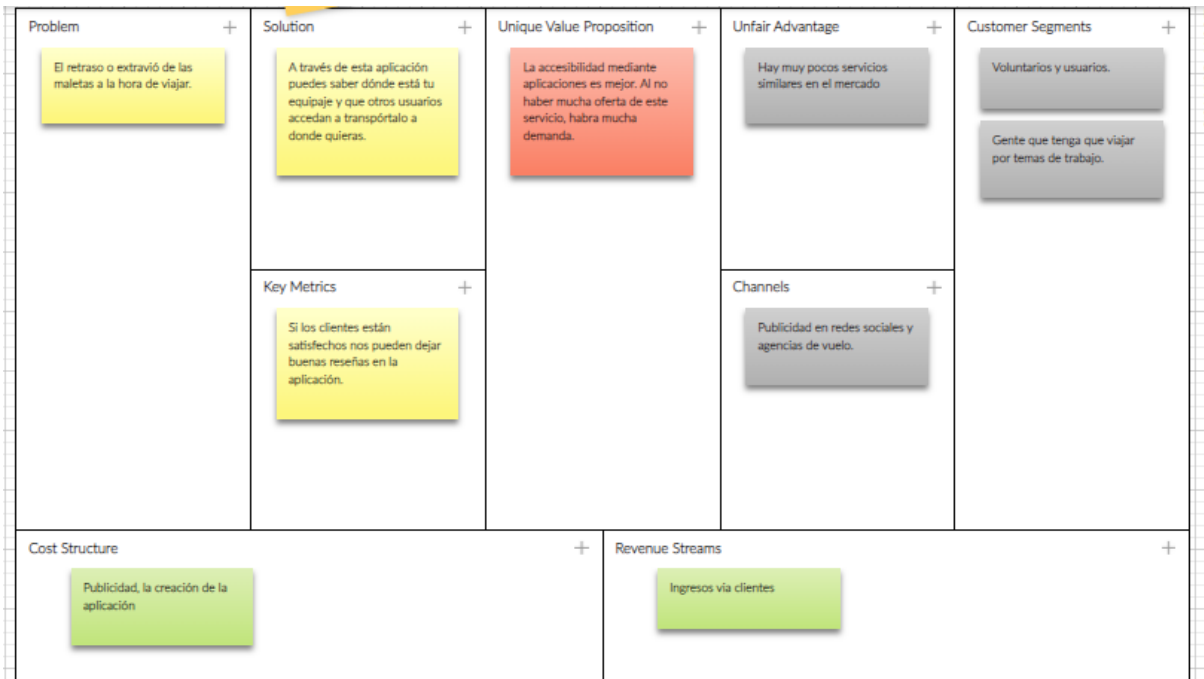 Problem
El retraso o extravió de las
maletas a la hora de viajar.
Solution
A través de esta aplicación
puedes saber dónde está tu
equipaje y que otros usuarios
accedan a transpórtalo a
donde quieras.
Key Metrics
Si los clientes están
satisfechos nos pueden dejar
buenas reseñas en la
aplicación.
Unique Value Proposition
La accesibilidad mediante
aplicaciones es mejor. Al no
haber mucha oferta de este
servicio, habra mucha
demanda.
Unfair Advantage
Hay muy pocos servicios
similares en el mercado
Channels
Publicidad en redes sociales y
agencias de vuelo.
Customer Segments
Voluntarios y usuarios.
Gente que tenga que viajar
por temas de trabajo.
Cost Structure
Publicidad, la creación de la
aplicación
Revenue Streams
Ingresos via clientes